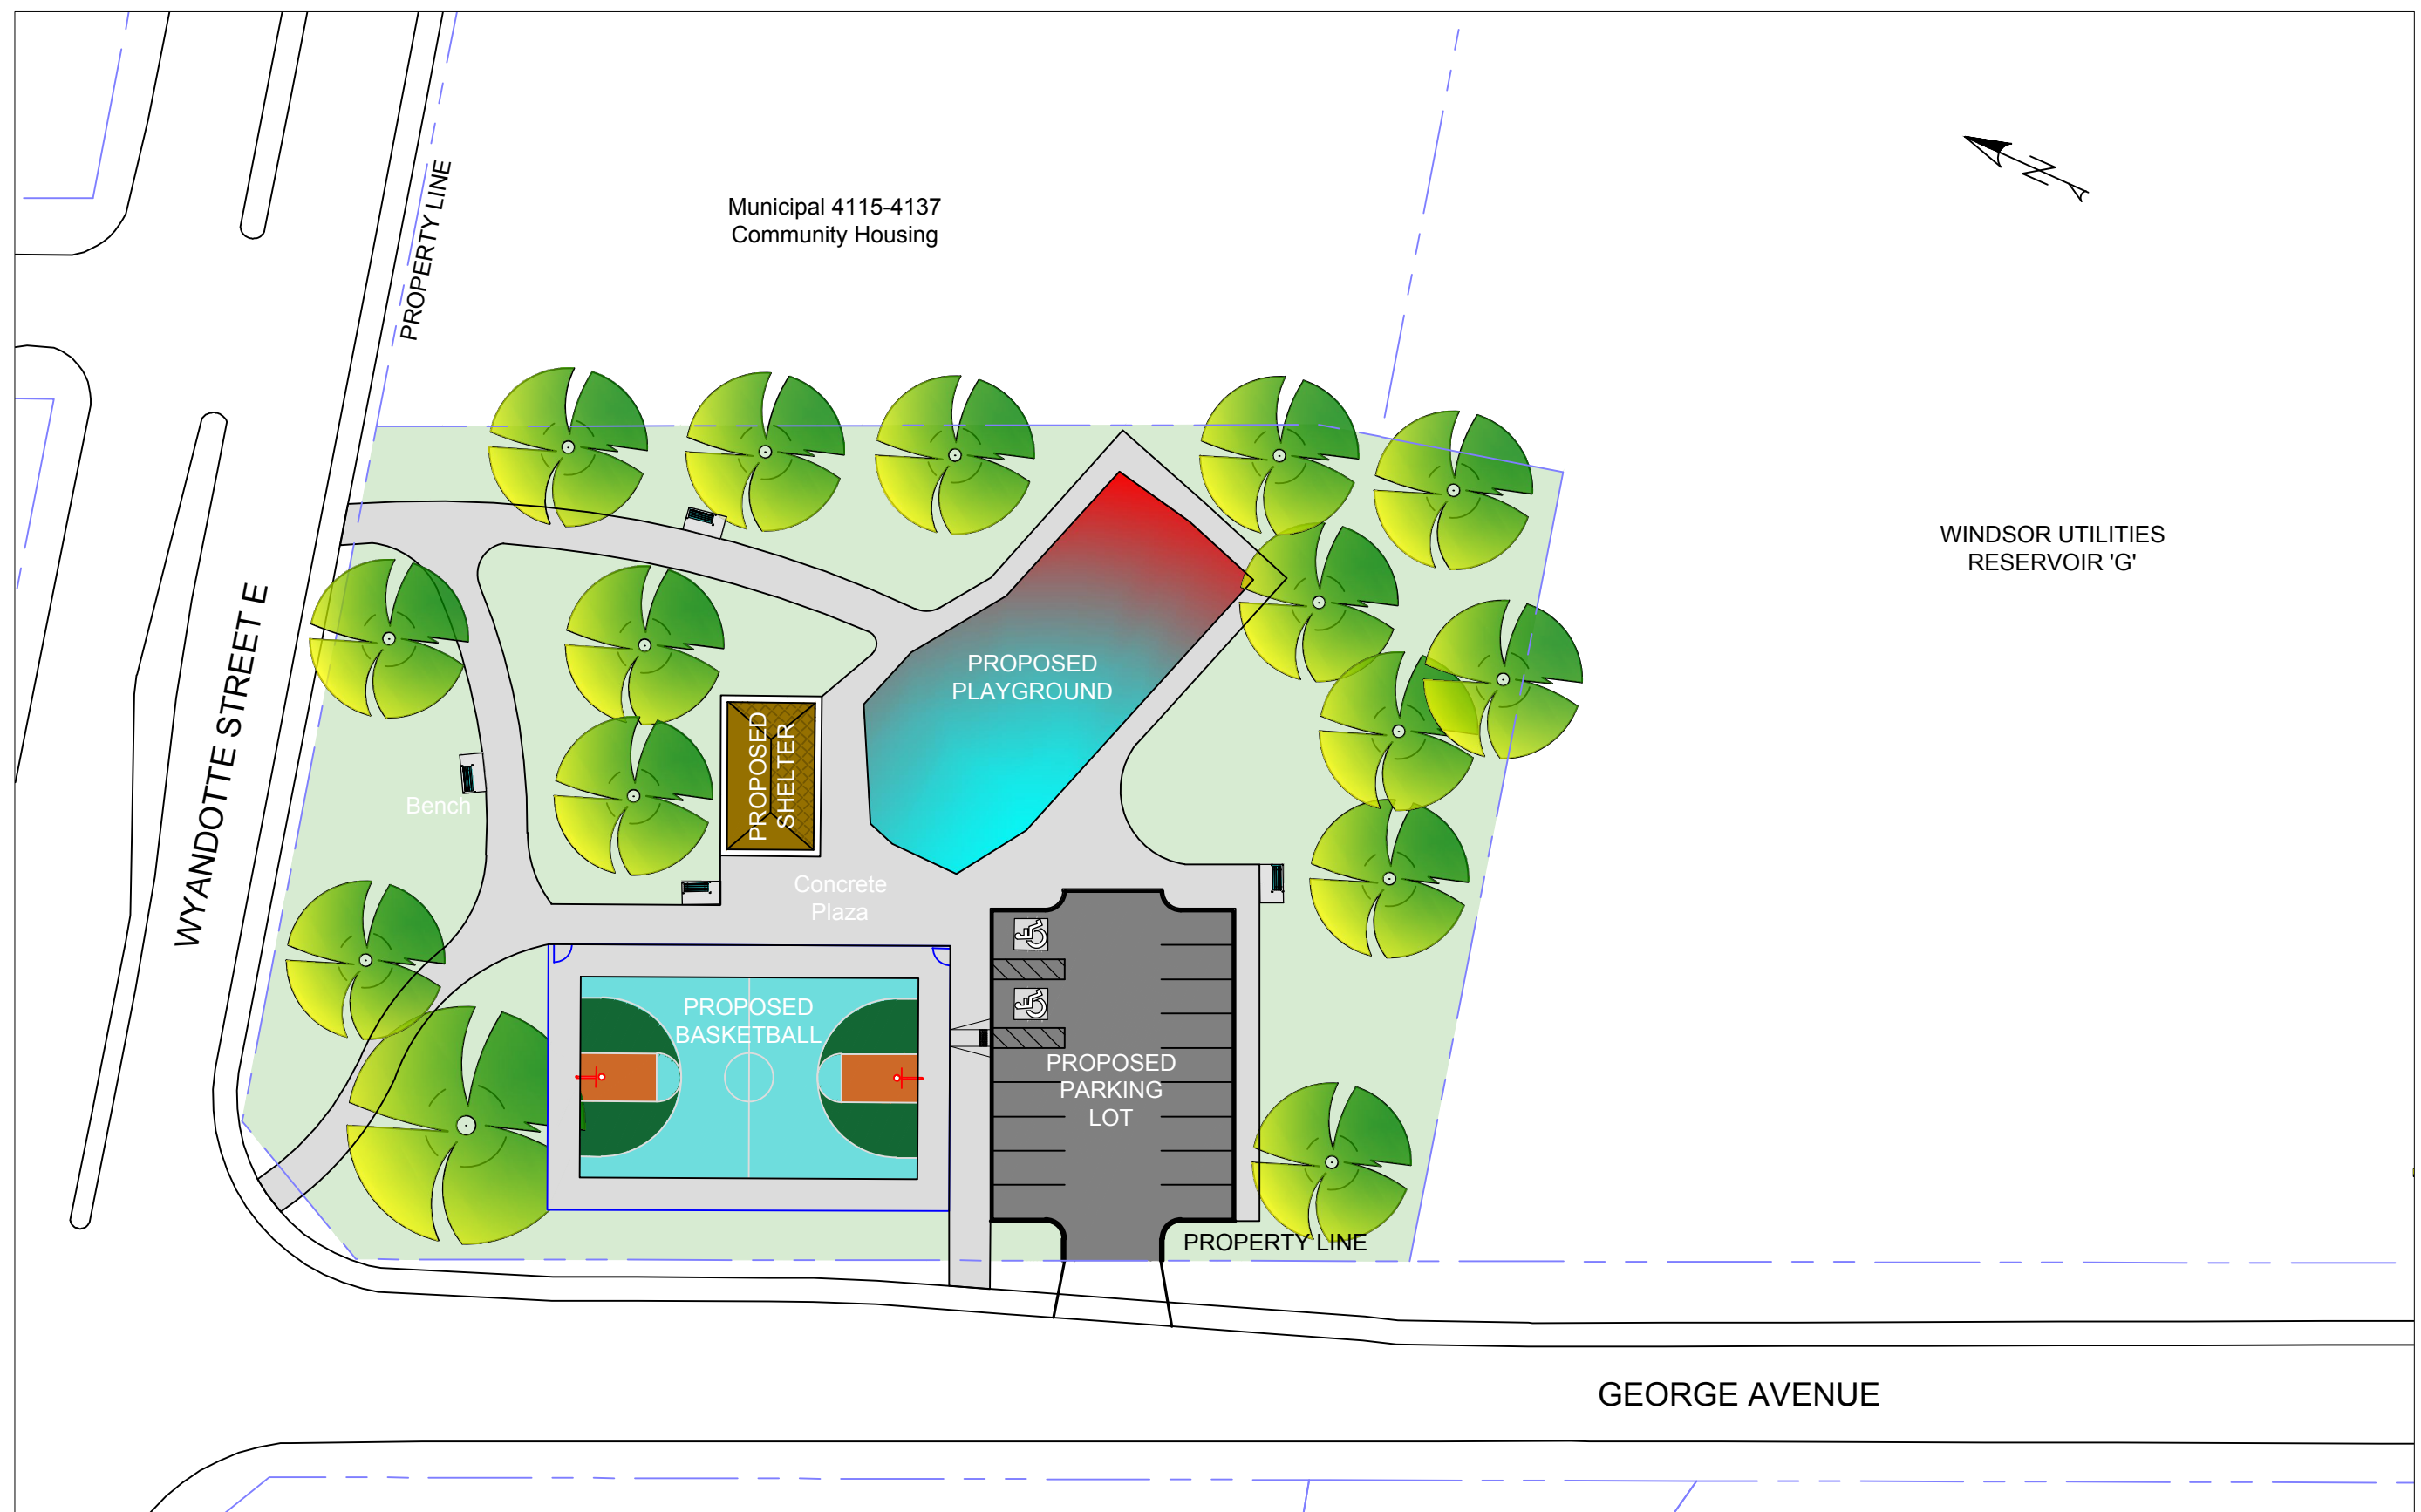 PROPERTY LINE
Municipal 4115-4137
Community Housing
N
WINDSOR UTILITIES
RESERVOIR 'G'
WYANDOTTE STREET E
PROPOSED
PLAYGROUND
PROPOSED
SHELTER
Bench
Concrete
Plaza
PROPOSED
BASKETBALL
PROPOSED
PARKING
LOT
PROPERTY LINE
GEORGE AVENUE